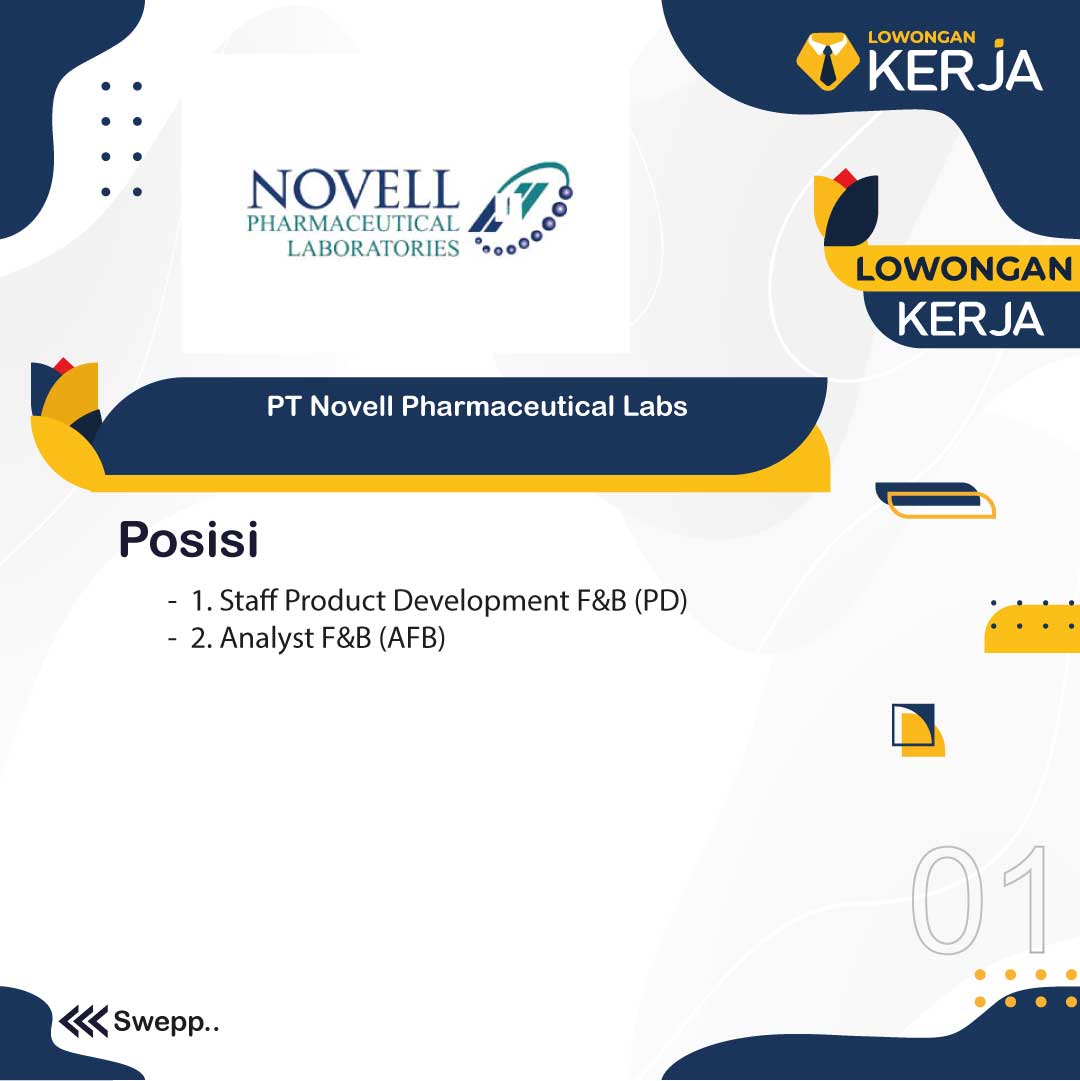 LOWONGAN
KERJA
NOVELL
PHARMACEUTICAL
LABORATORIES
LOWONGAN
KERJA
PT Novell Pharmaceutical Labs
Posisi
- 1. Staff Product Development F&B (PD)
- 2. Analyst F&B (AFB)
01
Swepp..